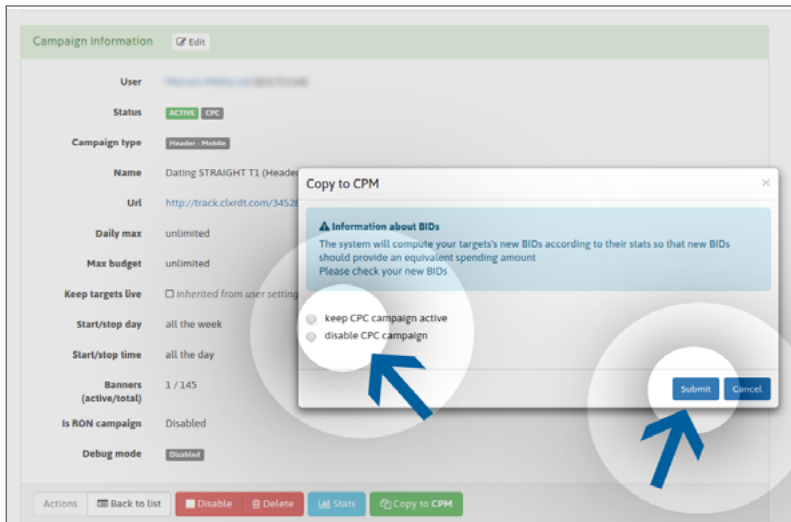 Campaign information Edit
User
Status ACTIVE CPC
Campaign type Header - Mobile
Name Dating STRAIGHT T1 (Header
Url http://track.clxrdt.com/3452
Daily max unlimited
Max budget unlimited
Keep targets live inherited from user setting
Start/stop day all the week
Start/stop time all the day
Banners 1 / 145
(active/total)
Is RON campaign Disabled
Debug mode Disabled
Actions Back to list Disable Delete Stats Copy to CPM
Copy to CPM ×
Information about BIDs
The system will compute your targets's new BIDs according to their stats so that new BIDs
should provide an equivalent spending amount
Please check your new BIDs
keep CPC campaign active
disable CPC campaign
Submit Cancel